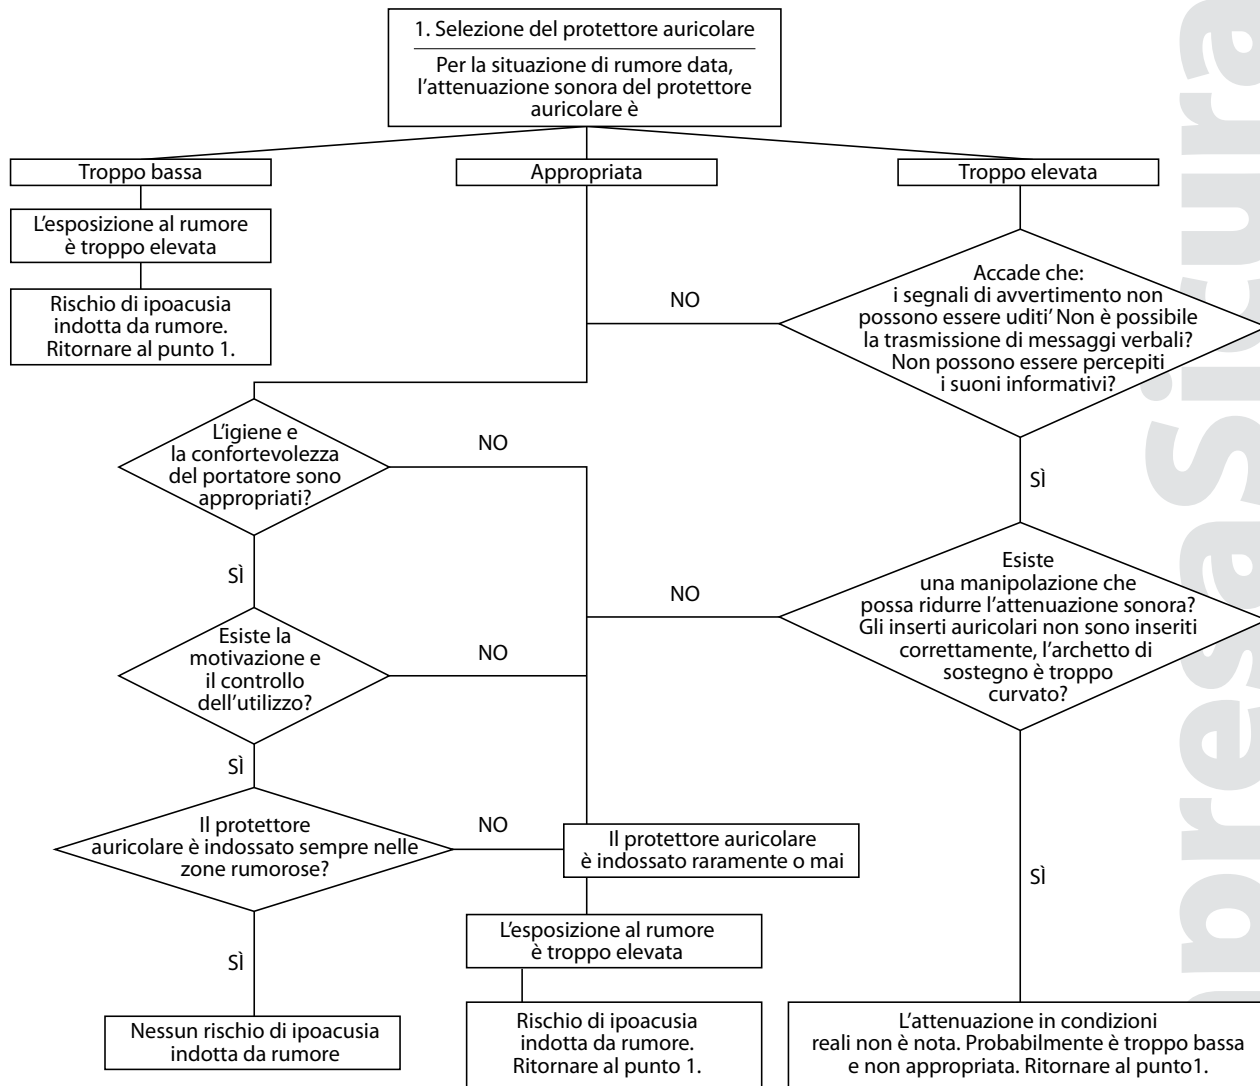 1. Selezione del protettore auricolare
Per la situazione di rumore data,
l'attenuazione sonora del protettore
auricolare è
Troppo bassa
Appropriata
Troppo elevata
L'esposizione al rumore
è troppo elevata
Rischio di ipoacusia
indotta da rumore.
Ritornare al punto 1.
Accade che:
i segnali di avvertimento non
possono essere uditi' Non è possibile
la trasmissione di messaggi verbali?
Non possono essere percepiti
i suoni informativi?
NO
L'igiene e
la confortevolezza
del portatore sono
appropriati?
NO
SÌ
SÌ
Esiste
una manipolazione che
possa ridurre l'attenuazione sonora?
Gli inserti auricolari non sono inseriti
correttamente, l'archetto di
sostegno è troppo
curvato?
NO
Esiste la
motivazione e
il controllo
dell'utilizzo?
NO
SÌ
Il protettore
auricolare è indossato sempre nelle
zone rumorose?
NO
Il protettore auricolare
è indossato raramente o mai
SÌ
L'esposizione al rumore
è troppo elevata
SÌ
Nessun rischio di ipoacusia
indotta da rumore
Rischio di ipoacusia
indotta da rumore.
Ritornare al punto 1.
L'attenuazione in condizioni
reali non è nota. Probabilmente è troppo bassa
e non appropriata. Ritornare al punto1.
presaSicura